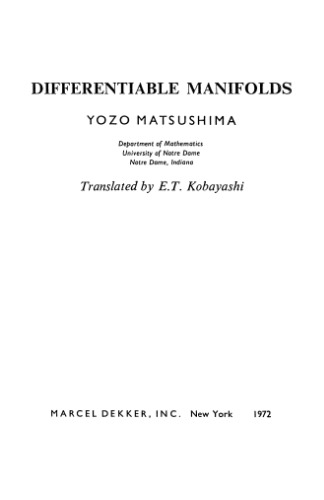 DIFFERENTIABLE MANIFOLDS
YOZO MATSUSHIMA
Department of Mathematics
University of Notre Dame
Notre Dame, Indiana
Translated by E.T. Kobayashi
MARCEL DEKKER, INC. New York 1972